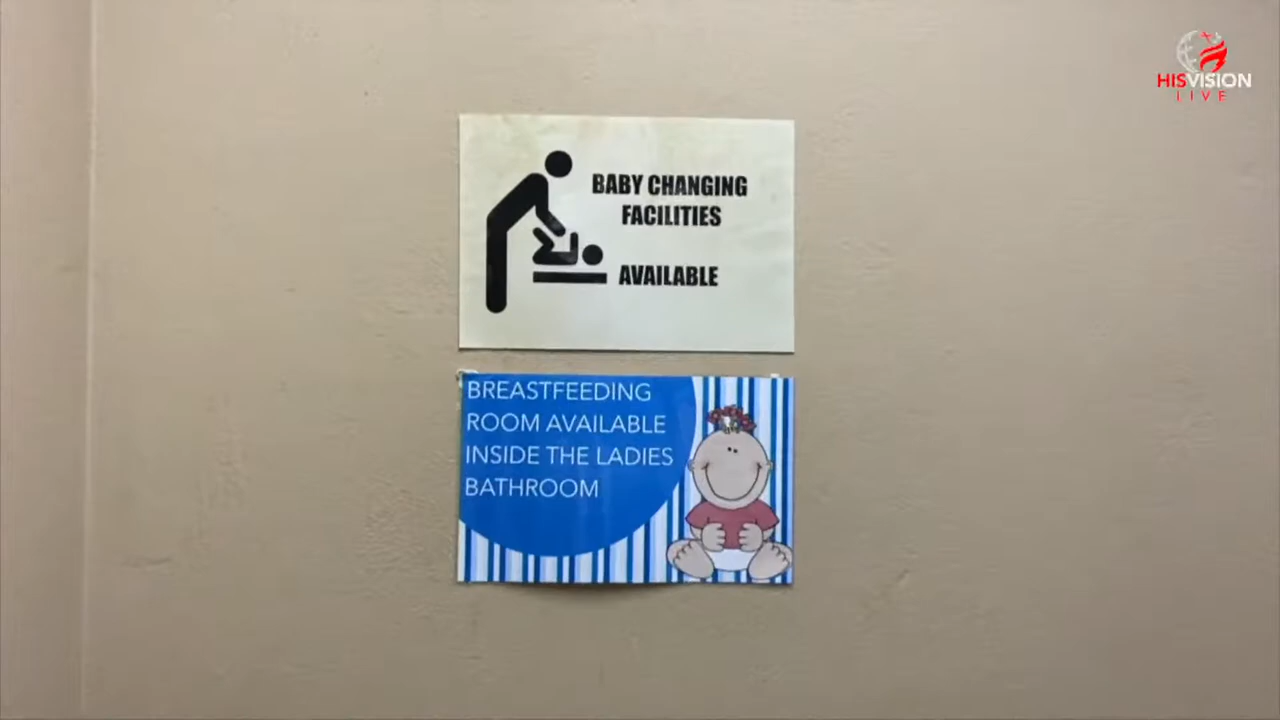 HISVISION
LIVE
BABY CHANGING
FACILITIES
AVAILABLE
BREASTFEEDING
ROOM AVAILABLE
INSIDE THE LADIES
BATHROOM